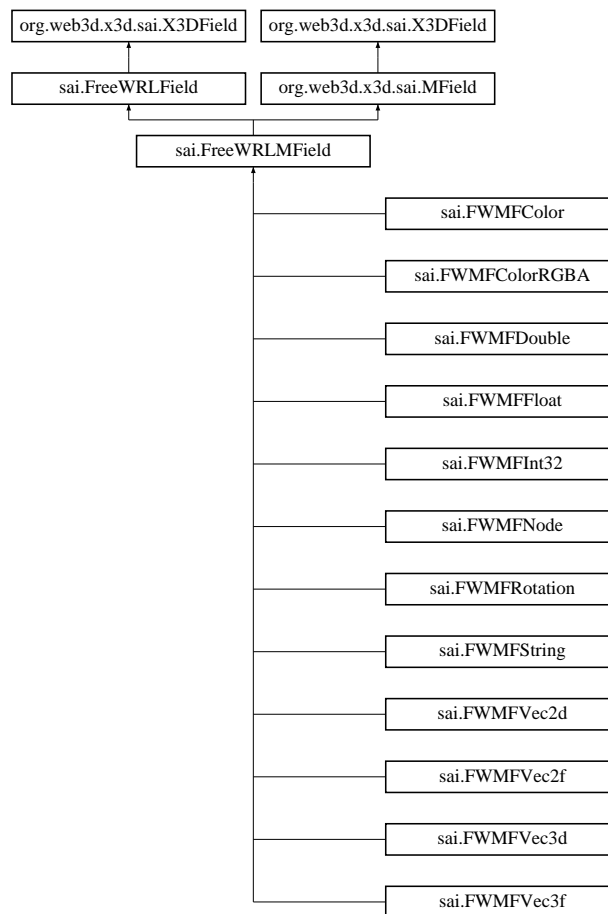 org.web3d.x3d.sai.X3DField
org.web3d.x3d.sai.X3DField
sai.FreeWRLField
org.web3d.x3d.sai.MField
sai.FreeWRLMField
sai.FWMFColor
sai.FWMFColorRGBA
sai.FWMFDouble
sai.FWMFFloat
sai.FWMFInt32
sai.FWMFNode
sai.FWMFRotation
sai.FWMFString
sai.FWMFVec2d
sai.FWMFVec2f
sai.FWMFVec3d
sai.FWMFVec3f